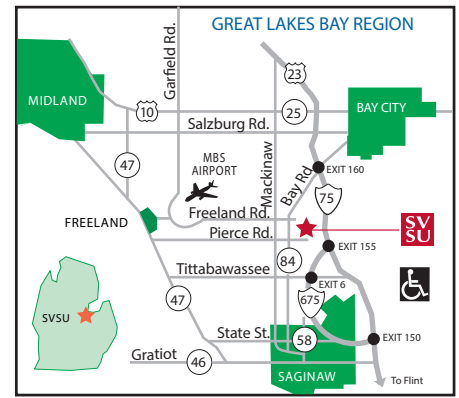 GREAT LAKES BAY REGION
Garfield Rd.
23
MIDLAND
10
25
BAY CITY
Salzburg Rd.
47
MBS
AIRPORT
Mackinaw
Bay Rd
EXIT 160
75
FREELAND
Freeland Rd.
SV
SU
Pierce Rd.
EXIT 155
84
Tittabawassee
EXIT 6
47
675
SVSU
State St.
58
EXIT 150
Gratiot
46
SAGINAW
To Flint